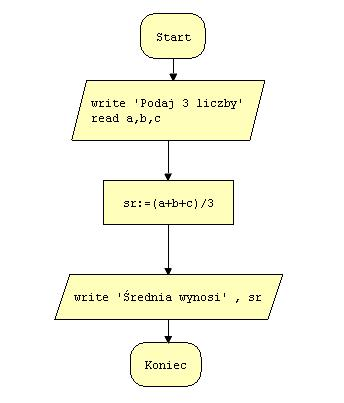 Start
write 'Podaj 3 liczby'
read a,b,c
sr:=(a+b+c)/3
write 'Średnia wynosi' , sr
Koniec